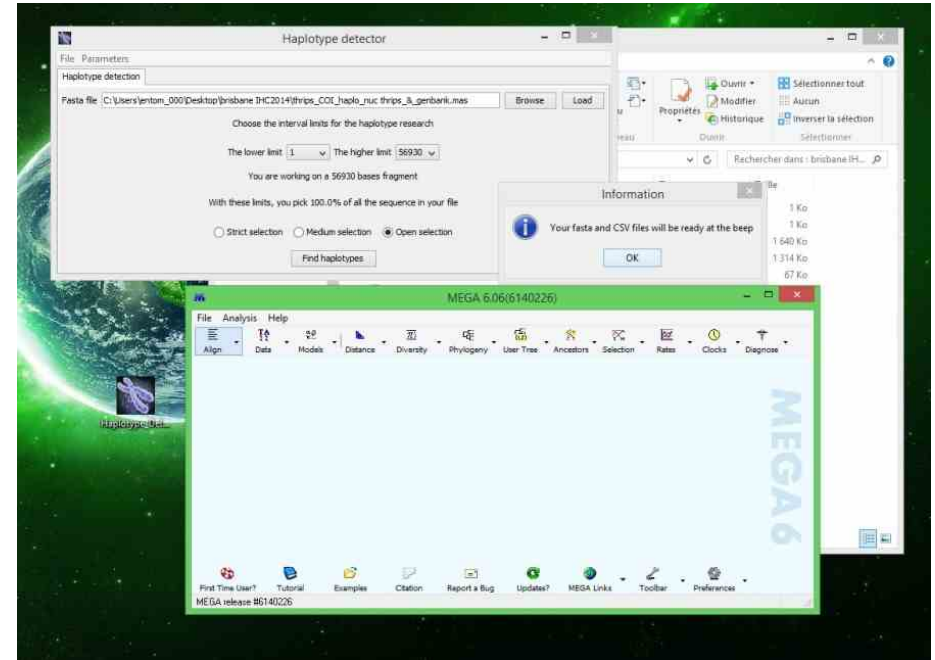 Haplotype detector
File Parameters
Haplotype detection
Fasta file C:\Users\entom_000\Desktop\brisbane IHC2014\thrips_COI_haplo_nuc thrips_&_genbank.mas Browse Load
Choose the interval limits for the haplotype research
The lower limit 1 The higher limit 56930
You are working on a 56930 bases fragment
With these limits, you pick 100.0% of all the sequence in your file
Strict selection Medium selection Open selection
Find haplotypes
Ouvrir Sélectionner tout
Propriétés Modifier Aucun
Historique Inverser la sélection
Ouvrir Sélectionner
Rechercher dans : brisbane IH...
1 Ko
1 Ko
1 640 Ko
1 314 Ko
67 Ko
Information
Your fasta and CSV files will be ready at the beep
OK
MEGA 6.06(6140226)
File Analysis Help
Align Data Models Distance Diversity Phylogeny User Tree Ancestors Selection Rates Clocks Diagnose
MEGA 6
Haplotype_Det...
First Time User? Tutorial Examples Citation Report a Bug Updates? MEGA Links Toolbar Preferences
MEGA release #6140226